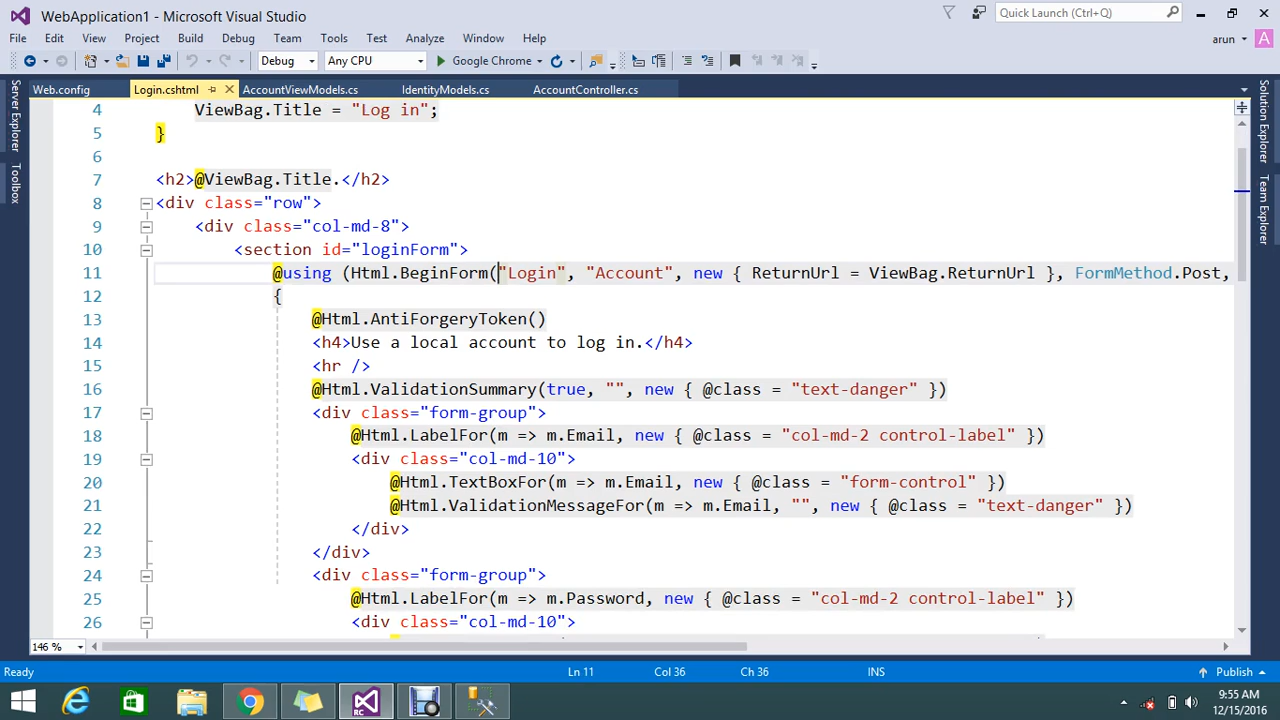 WebApplication1 - Microsoft Visual Studio
Quick Launch (Ctrl+Q)
File Edit View Project Build Debug Team Tools Test Analyze Window Help
arun A
Debug Any CPU Google Chrome
Web.config Login.cshtml AccountViewModels.cs IdentityModels.cs AccountController.cs
Server Explorer
Toolbox
Solution Explorer
Team Explorer
4 ViewBag.Title = "Log in";
5 }
6
7 <h2>@ViewBag.Title.</h2>
8 <div class="row">
9 <div class="col-md-8">
10 <section id="loginForm">
11 @using (Html.BeginForm("Login", "Account", new { ReturnUrl = ViewBag.ReturnUrl }, FormMethod.Post,
12 {
13 @Html.AntiForgeryToken()
14 <h4>Use a local account to log in.</h4>
15 <hr />
16 @Html.ValidationSummary(true, "", new { @class = "text-danger" })
17 <div class="form-group">
18 @Html.LabelFor(m => m.Email, new { @class = "col-md-2 control-label" })
19 <div class="col-md-10">
20 @Html.TextBoxFor(m => m.Email, new { @class = "form-control" })
21 @Html.ValidationMessageFor(m => m.Email, "", new { @class = "text-danger" })
22 </div>
23 </div>
24 <div class="form-group">
25 @Html.LabelFor(m => m.Password, new { @class = "col-md-2 control-label" })
26 <div class="col-md-10">
146 %
Ready Ln 11 Col 36 Ch 36 INS Publish
RC
9:55 AM
12/15/2016